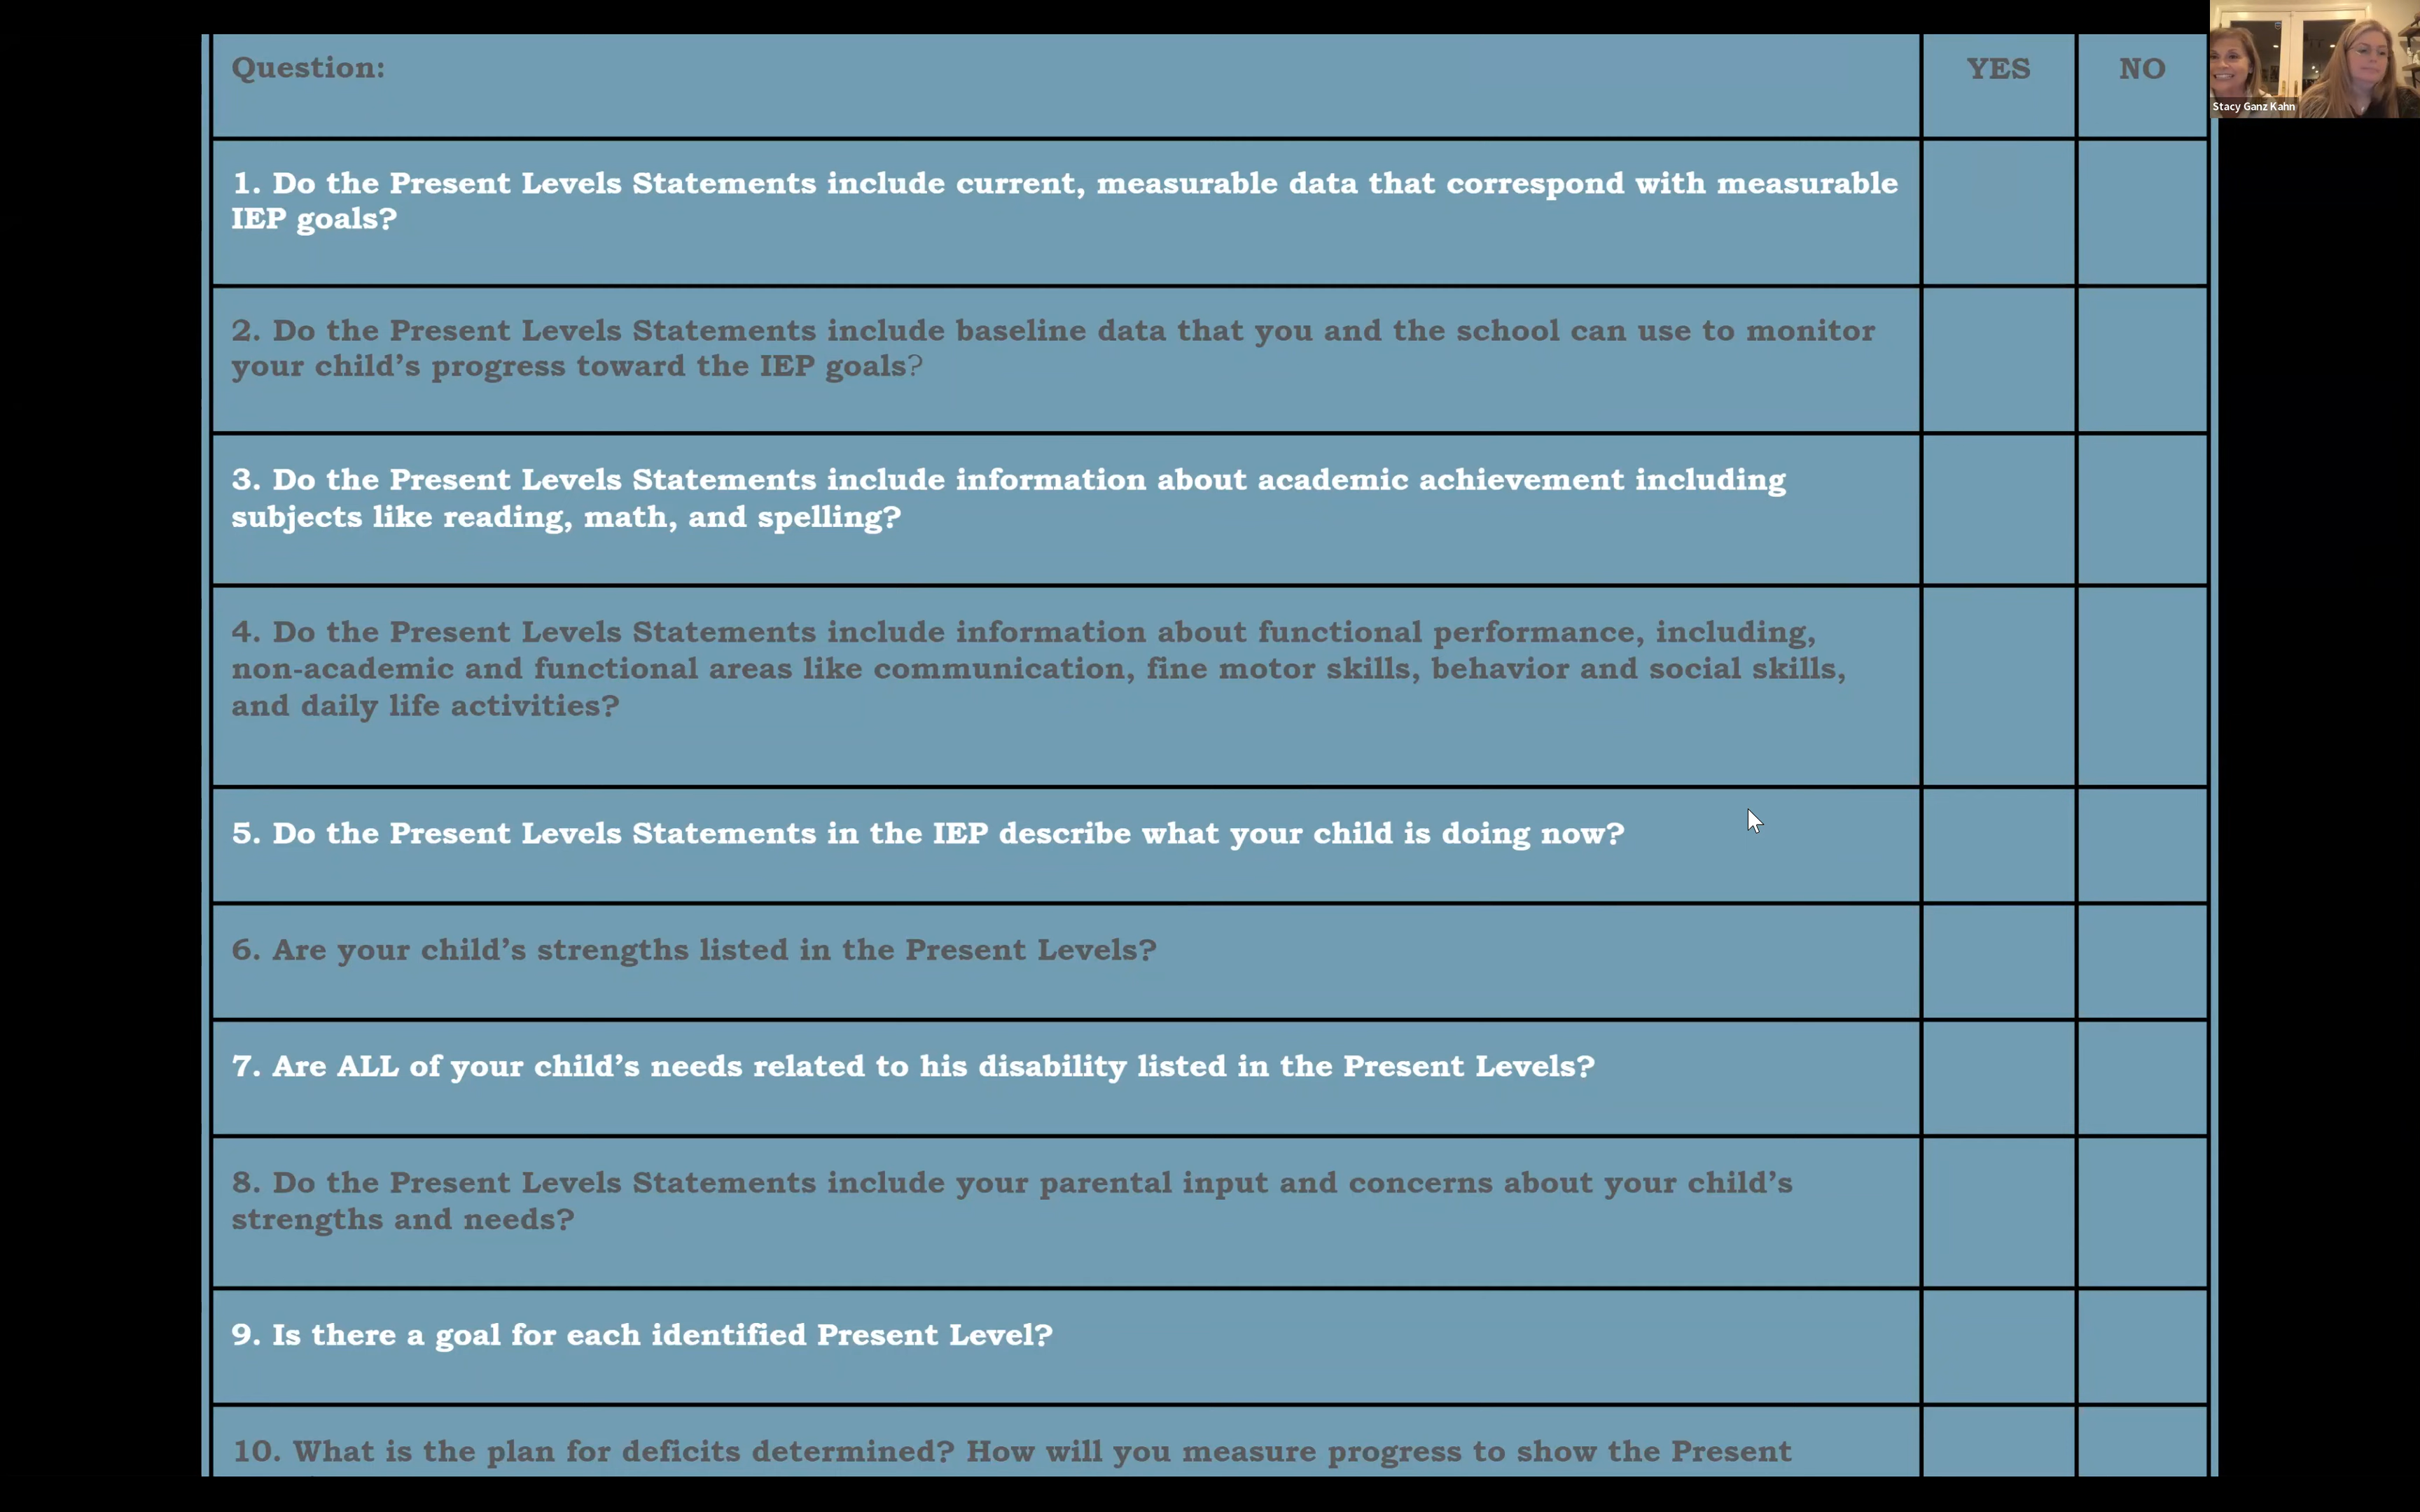 Question:
YES
NO
Stacy Ganz Kahn
1. Do the Present Levels Statements include current, measurable data that correspond with measurable
IEP goals?
2. Do the Present Levels Statements include baseline data that you and the school can use to monitor
your child’s progress toward the IEP goals?
3. Do the Present Levels Statements include information about academic achievement including
subjects like reading, math, and spelling?
4. Do the Present Levels Statements include information about functional performance, including,
non-academic and functional areas like communication, fine motor skills, behavior and social skills,
and daily life activities?
5. Do the Present Levels Statements in the IEP describe what your child is doing now?
6. Are your child’s strengths listed in the Present Levels?
7. Are ALL of your child’s needs related to his disability listed in the Present Levels?
8. Do the Present Levels Statements include your parental input and concerns about your child’s
strengths and needs?
9. Is there a goal for each identified Present Level?
10. What is the plan for deficits determined? How will you measure progress to show the Present